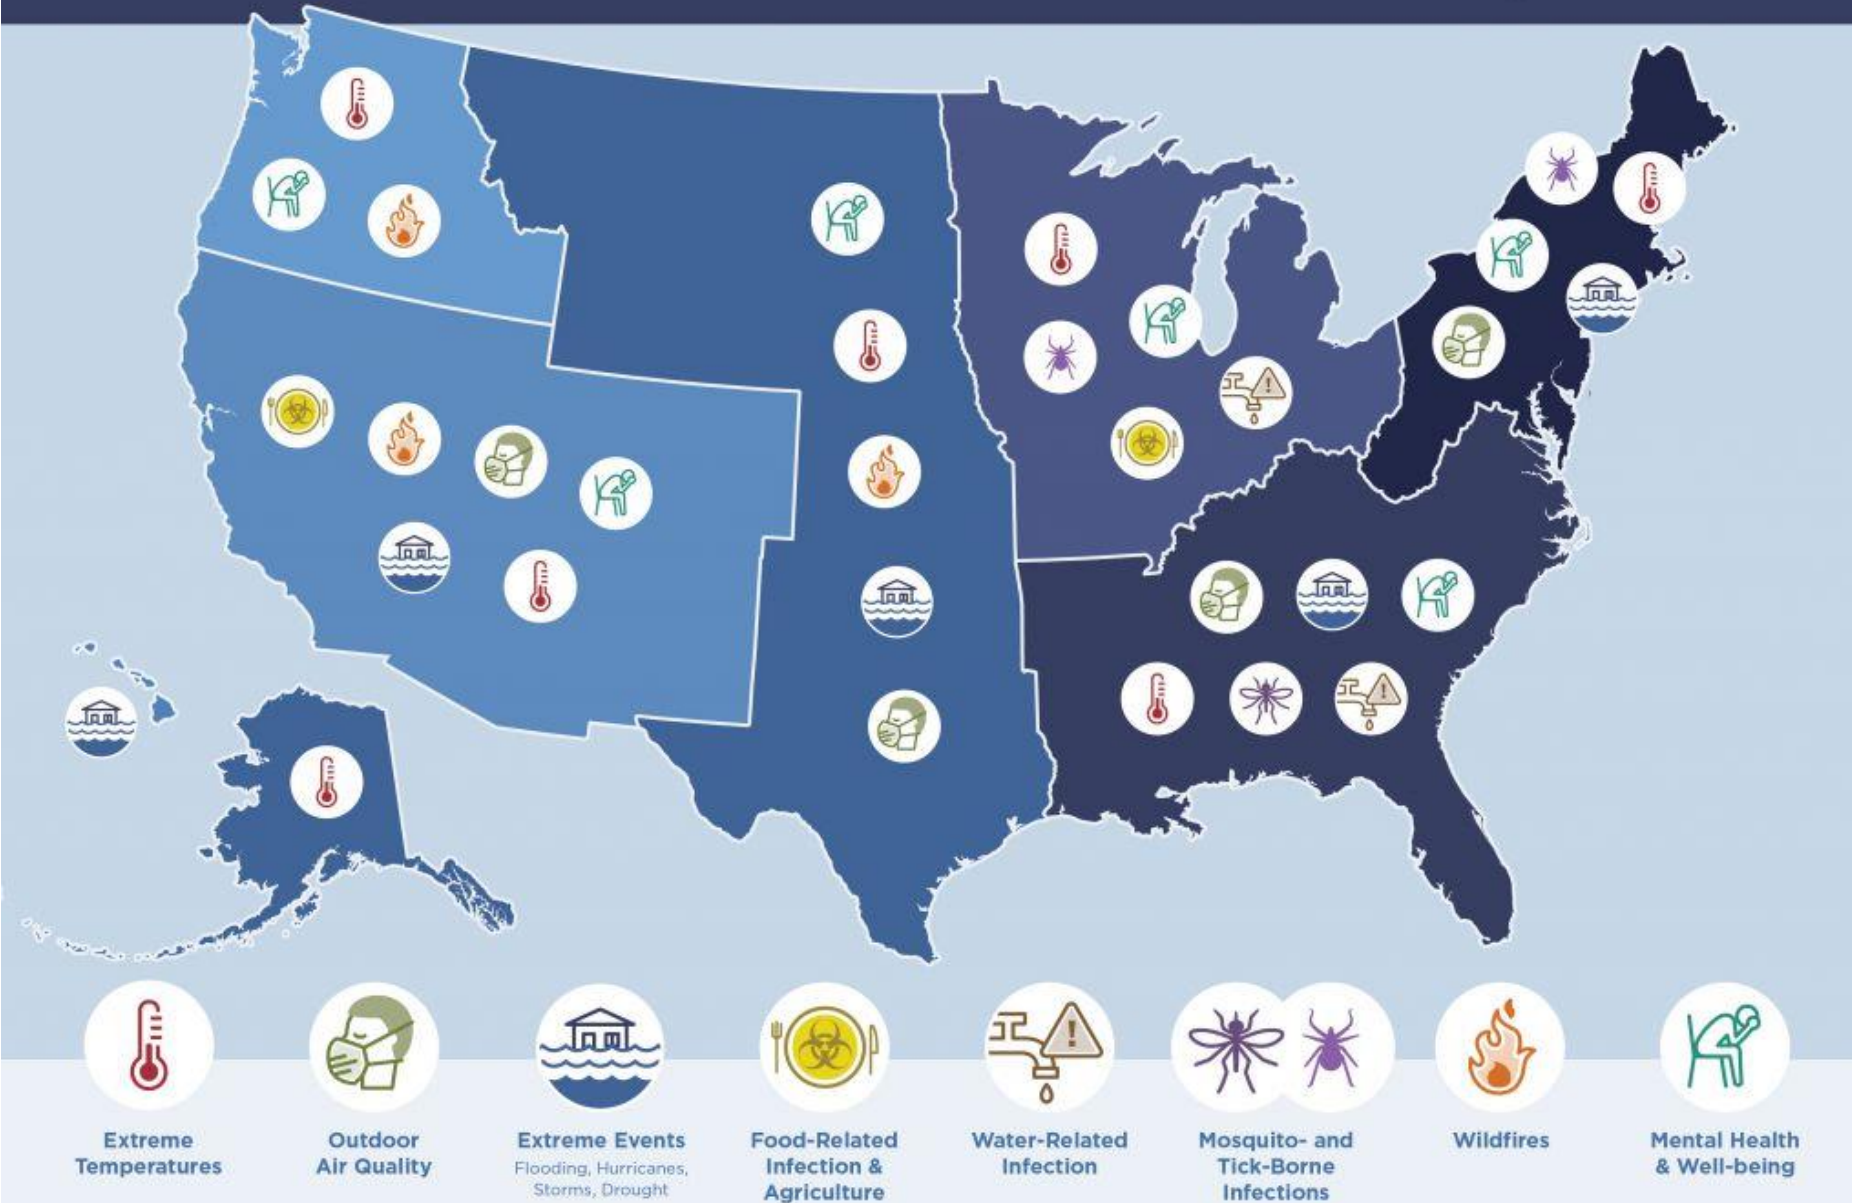 Extreme
Temperatures
Outdoor
Air Quality
Extreme Events
Flooding, Hurricanes,
Storms, Drought
Food-Related
Infection &
Agriculture
Water-Related
Infection
Mosquito- and
Tick-Borne
Infections
Wildfires
Mental Health
& Well-being